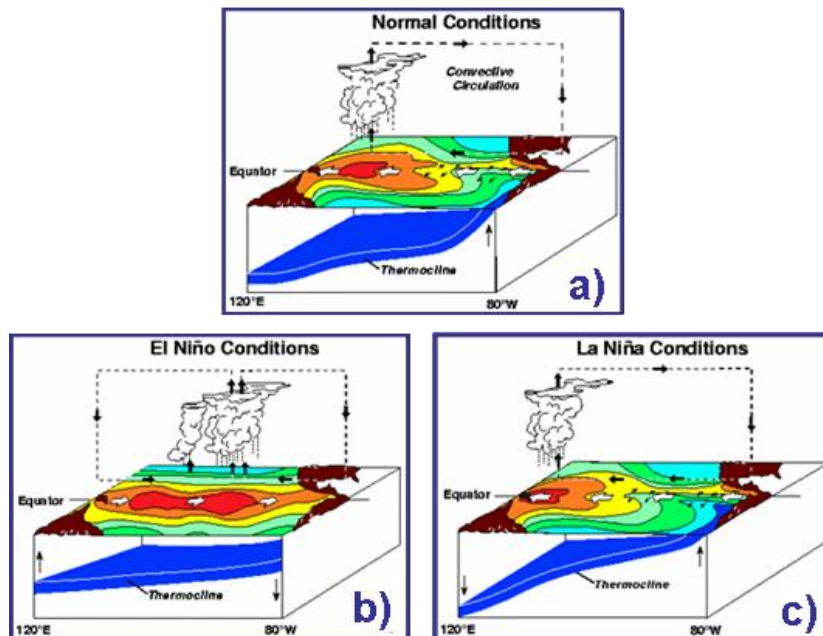 Normal Conditions
Convective
Circulation
Equator
Thermocline
120°E
80°W
a)
El Niño Conditions
Equator
Thermocline
120°E
80°W
b)
La Niña Conditions
Equator
Thermocline
120°E
80°W
c)